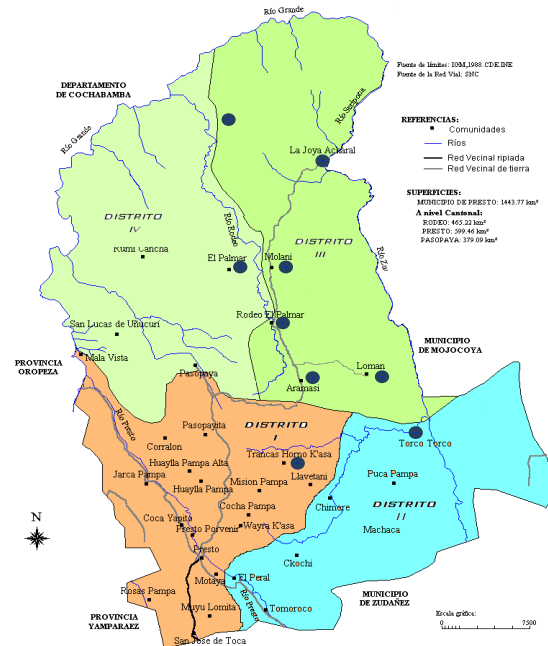 Río Grande
Fuente de límites: IGM,1988.CDE.INE
Fuente de la Red Vial: SNC
DEPARTAMENTO
DE COCHABAMBA
Río Grande
REFERENCIAS:
Comunidades
Ríos
Red Vecinal ripiada
Red Vecinal de tierra
La Joya Acharal
SUPERFICIES:
MUNICIPIO DE PRESTO: 1443.77 km²
A nivel Cantonal:
RODEO: 465.22 km²
PRESTO: 599.46 km²
PASOPAYA: 379.09 km²
DISTRITO
IV
Río Rodeo
DISTRITO
III
Rumi Cancha
El Palmar
Molani
Rodeo El Palmar
San Lucas de Uñucuri
MUNICIPIO
DE MOJOCOYA
PROVINCIA
OROPEZA
Mala Vista
Pasopaya
Loman
Aramasi
Río Presto
Pasopayita
DISTRITO
I
Corralon
Torco Torco
Trancas Horno K'asa
Huaylla Pampa Alta
Jarca Pampa
Huaylla Pampa
Mision Pampa
Llavetani
Puca Pampa
Chimore
DISTRITO
II
Cocha Pampa
Coca Yapito
Wayra K'asa
Presto Porvenir
Machaca
N
Presto
Ckochi
Motaya
El Peral
Rosas Pampa
Río Presto
MUNICIPIO
DE ZUDAÑEZ
Muyu Lomita
Tomoroco
PROVINCIA
YAMPARAEZ
Escala gráfica:
0
7500
San Jose de Toca